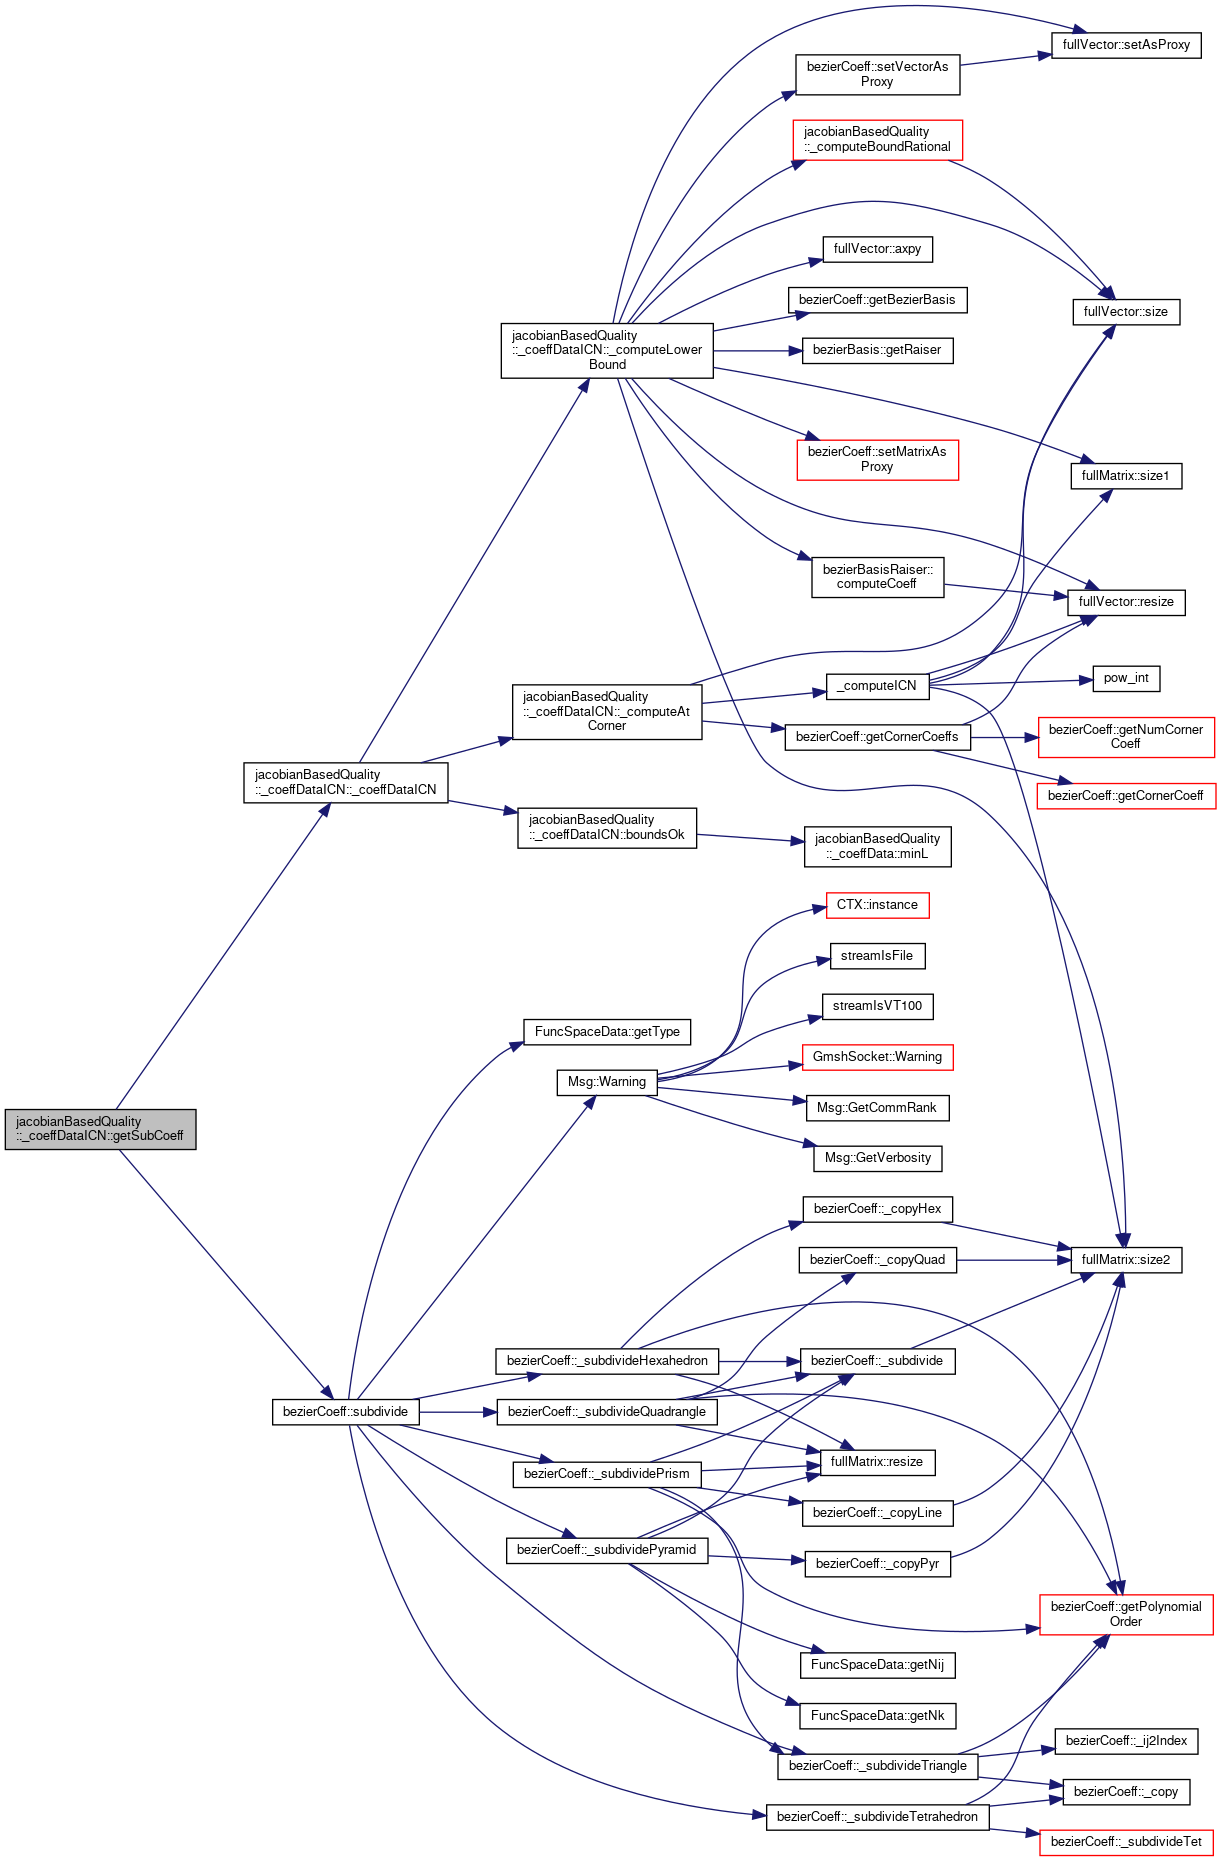 fullVector::setAsProxy
bezierCoeff::setVectorAs
Proxy
jacobianBasedQuality
::_computeBoundRational
fullVector::axpy
bezierCoeff::getBezierBasis
fullVector::size
jacobianBasedQuality
::_coeffDataICN::_computeLower
Bound
bezierBasis::getRaiser
bezierCoeff::setMatrixAs
Proxy
fullMatrix::size1
bezierBasisRaiser::
computeCoeff
fullVector::resize
_computeICN
pow_int
jacobianBasedQuality
::_coeffDataICN::_computeAt
Corner
bezierCoeff::getCornerCoeffs
bezierCoeff::getNumCorner
Coeff
jacobianBasedQuality
::_coeffDataICN::_coeffDataICN
bezierCoeff::getCornerCoeff
jacobianBasedQuality
::_coeffDataICN::boundsOk
jacobianBasedQuality
::_coeffData::minL
CTX::instance
streamIsFile
streamIsVT100
FuncSpaceData::getType
GmshSocket::Warning
Msg::Warning
Msg::GetCommRank
jacobianBasedQuality
::_coeffDataICN::getSubCoeff
Msg::GetVerbosity
bezierCoeff::_copyHex
bezierCoeff::_copyQuad
fullMatrix::size2
bezierCoeff::_subdivideHexahedron
bezierCoeff::_subdivide
bezierCoeff::subdivide
bezierCoeff::_subdivideQuadrangle
fullMatrix::resize
bezierCoeff::_subdividePrism
bezierCoeff::_copyLine
bezierCoeff::_subdividePyramid
bezierCoeff::_copyPyr
bezierCoeff::getPolynomial
Order
FuncSpaceData::getNij
FuncSpaceData::getNk
bezierCoeff::_ij2Index
bezierCoeff::_subdivideTriangle
bezierCoeff::_copy
bezierCoeff::_subdivideTetrahedron
bezierCoeff::_subdivideTet